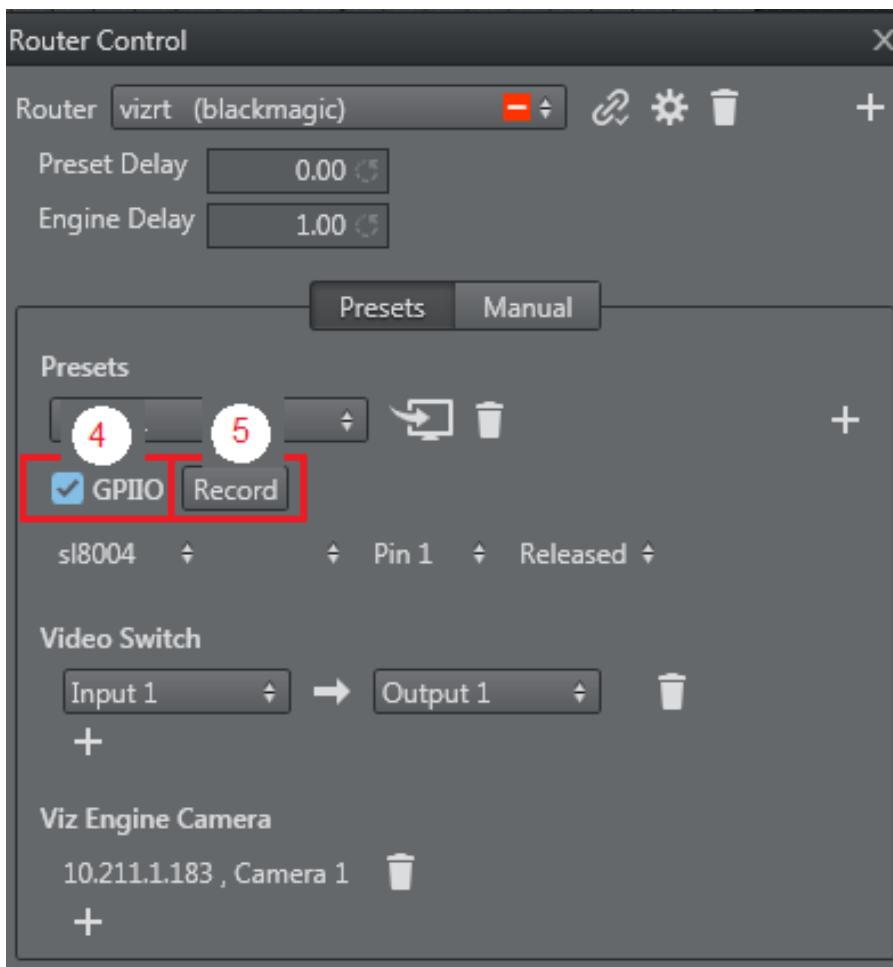 Router Control
Router vizrt (blackmagic)
Preset Delay 0.00
Engine Delay 1.00
Presets Manual
Presets
4 5
GPIIO Record
sl8004 Pin 1 Released
Video Switch
Input 1 Output 1
Viz Engine Camera
10.211.1.183 , Camera 1